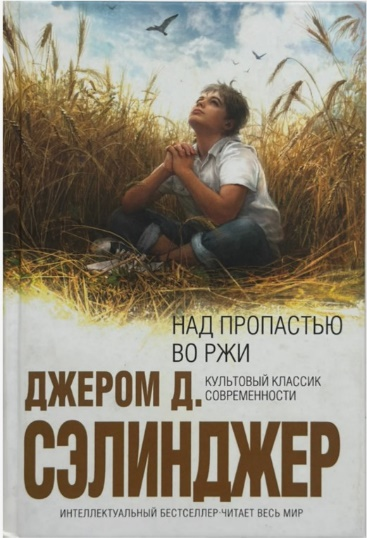 НАД ПРОПАСТЬЮ
ВО РЖИ
ДЖЕРОМ Д.
КУЛЬТОВЫЙ КЛАССИК
СОВРЕМЕННОСТИ
СЭЛИНДЖЕР
ИНТЕЛЛЕКТУАЛЬНЫЙ БЕСТСЕЛЛЕР-ЧИТАЕТ ВЕСЬ МИР